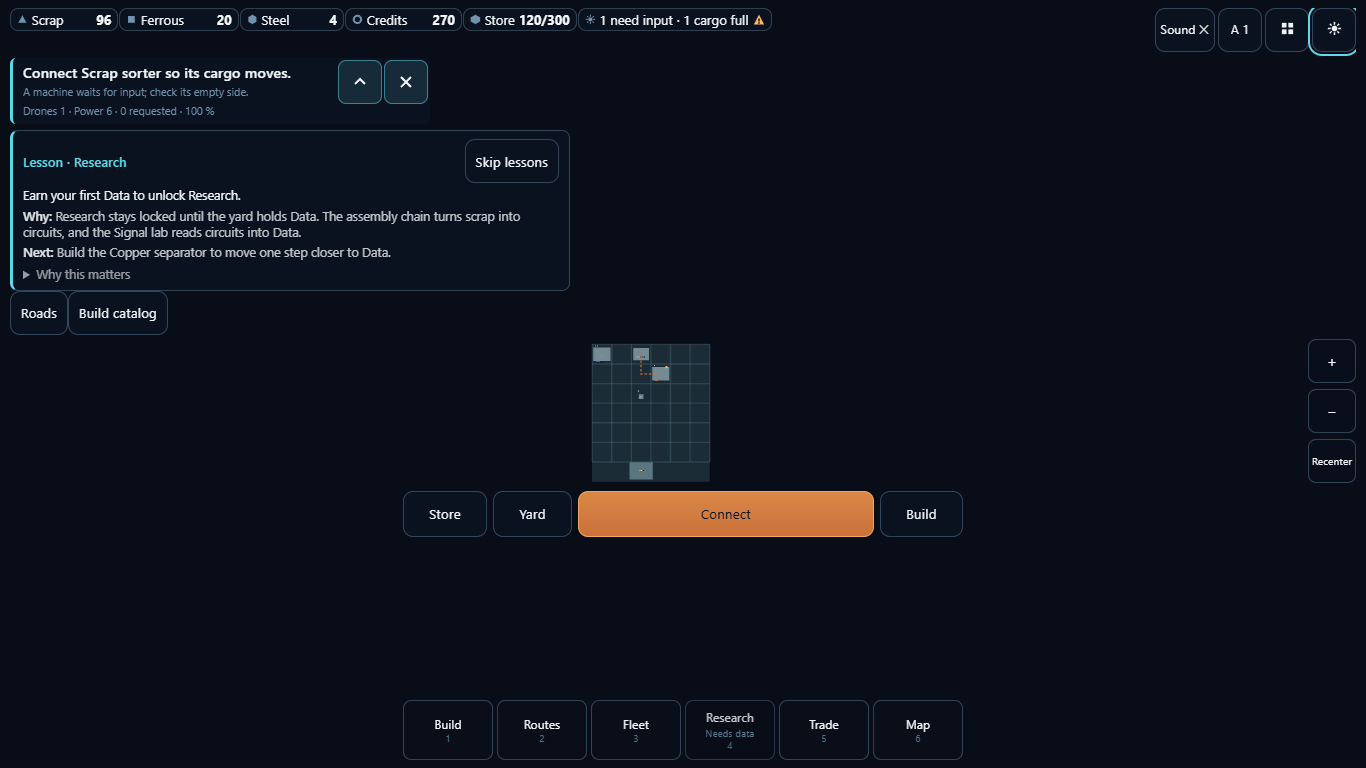 Scrap 96 Ferrous 20 Steel 4 Credits 270 Store 120/300 1 need input · 1 cargo full
Sound A 1
Connect Scrap sorter so its cargo moves.
A machine waits for input; check its empty side.
Drones 1 · Power 6 · 0 requested · 100 %
Lesson · Research
Skip lessons
Earn your first Data to unlock Research.
Why: Research stays locked until the yard holds Data. The assembly chain turns scrap into
circuits, and the Signal lab reads circuits into Data.
Next: Build the Copper separator to move one step closer to Data.
Why this matters
Roads Build catalog
+
−
Recenter
Store Yard Connect Build
Build Routes Fleet Research Trade Map
Needs data
1 2 3 4 5 6